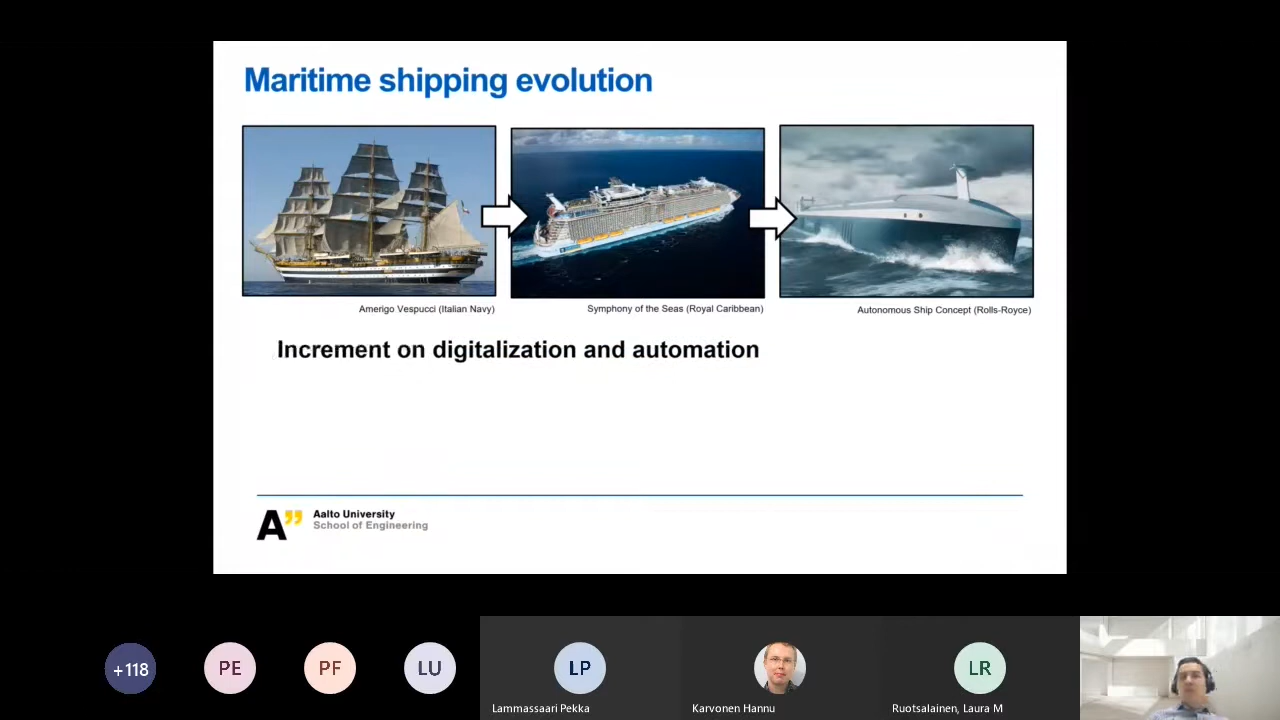 Maritime shipping evolution
Amerigo Vespucci (Italian Navy)
Symphony of the Seas (Royal Caribbean)
Autonomous Ship Concept (Rolls-Royce)
Increment on digitalization and automation
A”
Aalto University
School of Engineering
+118
PE
PF
LU
LP
LR
Lammassaari Pekka
Karvonen Hannu
Ruotsalainen, Laura M